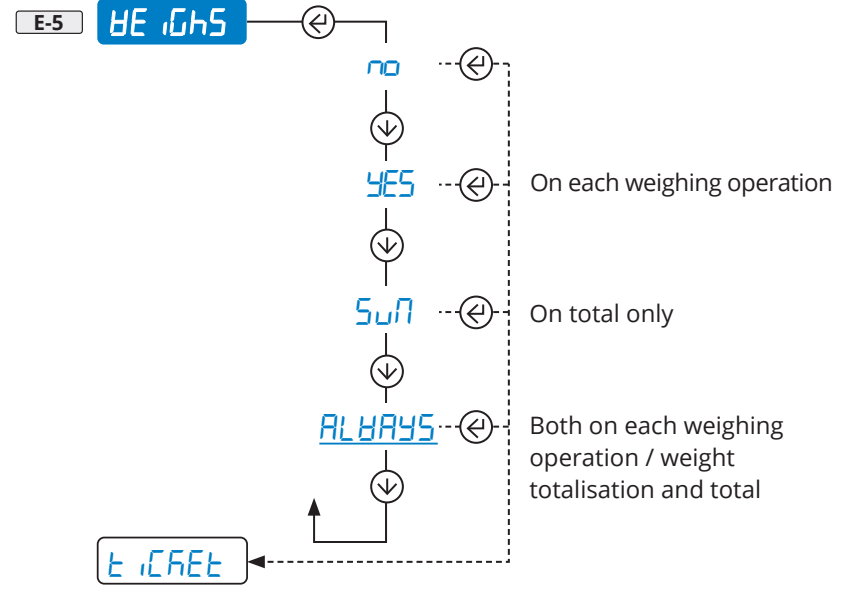 E-5 WEiGhS
no
YES On each weighing operation
SuM On total only
ALWAYS Both on each weighing
operation / weight
totalisation and total
tiCKEt